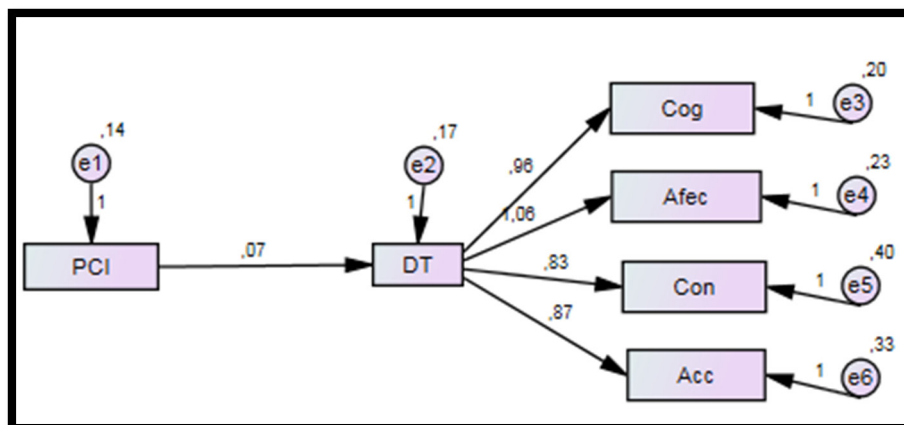 ,20
Cog
1
e3
,14
e1
1
,17
e2
1
,96
,23
Afec
1
e4
1,06
PCI
,07
DT
,83
,40
Con
1
e5
,87
,33
Acc
1
e6